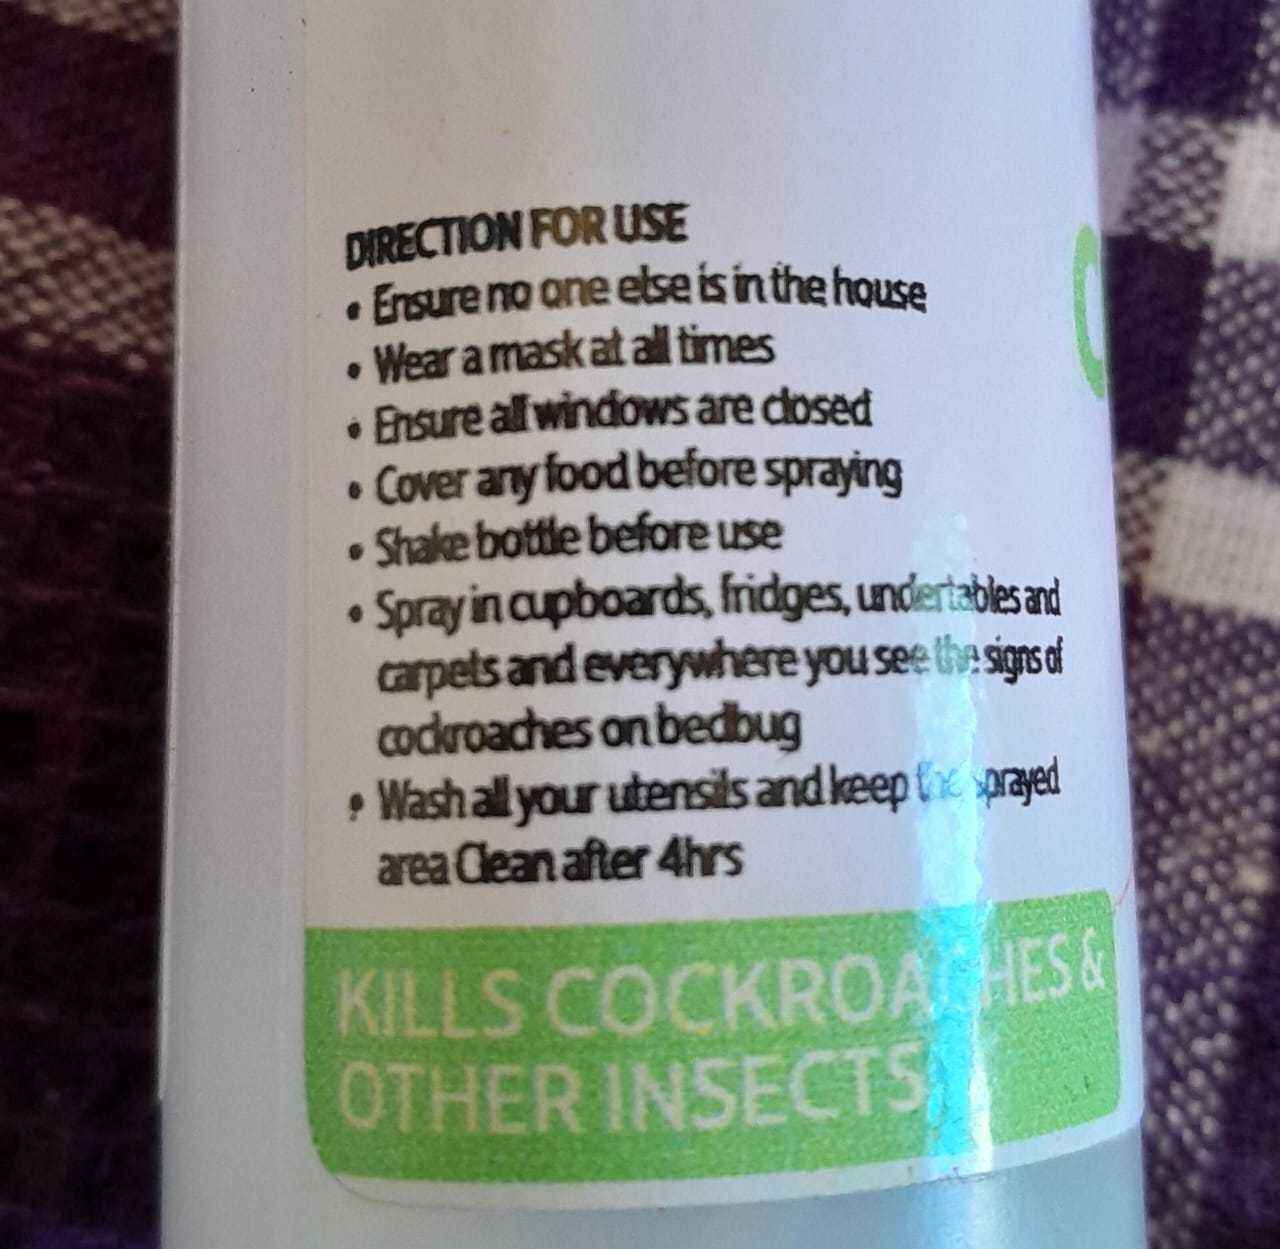 DIRECTION FOR USE
• Ensure no one else is in the house
• Wear a mask at all times
• Ensure all windows are closed
• Cover any food before spraying
• Shake bottle before use
• Spray in cupboards, fridges, undertables and
carpets and everywhere you see the signs of
cockroaches on bedbug
• Wash all your utensils and keep the sprayed
area Clean after 4hrs
KILLS COCKROACHES &
OTHER INSECTS